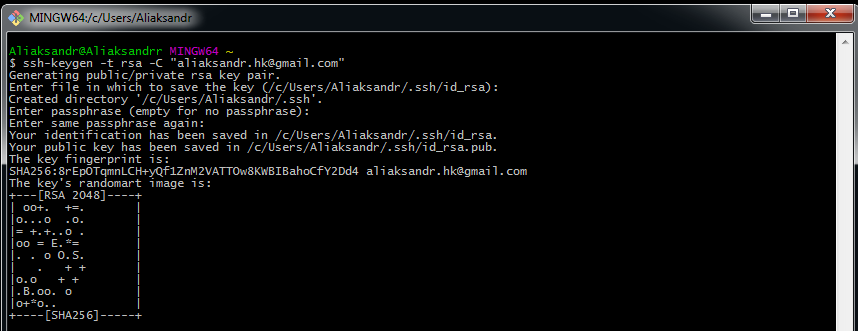 MINGW64:/c/Users/Aliaksandr
Aliaksandr@Aliaksandrr MINGW64 ~
$ ssh-keygen -t rsa -C "aliaksandr.hk@gmail.com"
Generating public/private rsa key pair.
Enter file in which to save the key (/c/Users/Aliaksandr/.ssh/id_rsa):
Created directory '/c/Users/Aliaksandr/.ssh'.
Enter passphrase (empty for no passphrase):
Enter same passphrase again:
Your identification has been saved in /c/Users/Aliaksandr/.ssh/id_rsa.
Your public key has been saved in /c/Users/Aliaksandr/.ssh/id_rsa.pub.
The key fingerprint is:
SHA256:8rEpOTqmnLCH+yQf1ZnM2VATTOw8KWBIBahoCfY2Dd4 aliaksandr.hk@gmail.com
The key's randomart image is:
+---[RSA 2048]----+
| oo+.  +=.       |
|o...o  .o.       |
|= +.+..o .       |
|oo = E.*=        |
|. . o O.S.       |
|   .   + +       |
|o.o   + +        |
|.B.oo. o         |
|o+*o..           |
+----[SHA256]-----+